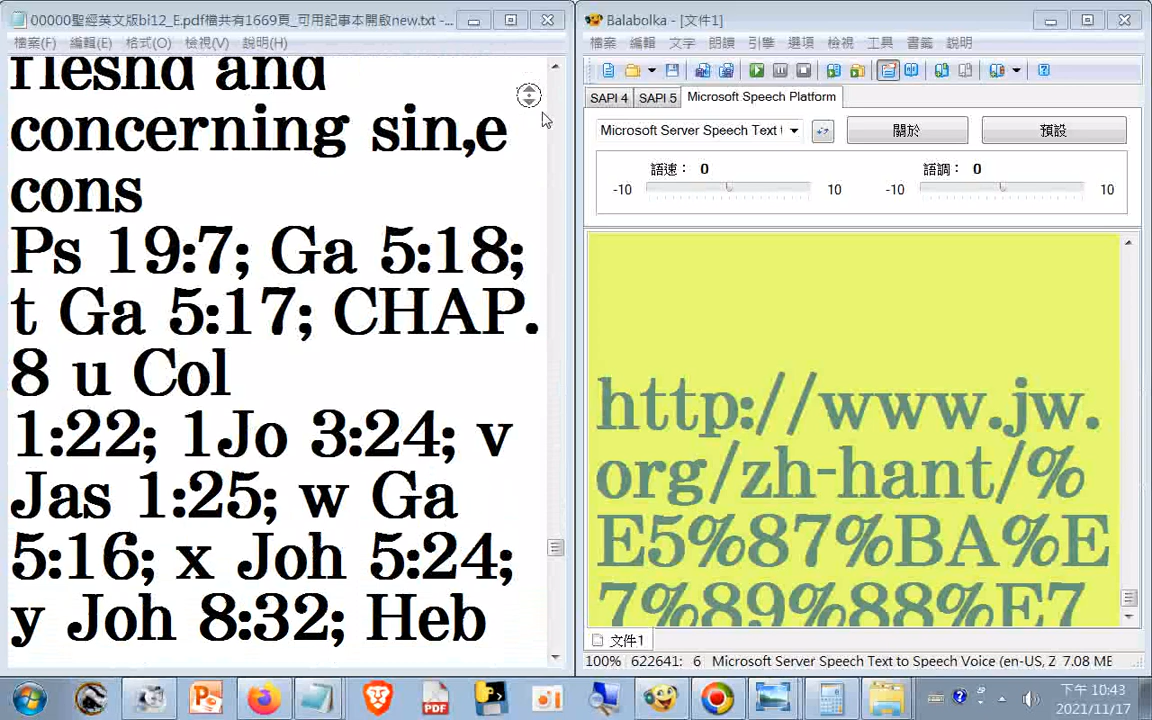 00000聖經英文版bi12_E.pdf檔共有1669頁_可用記事本開啟new.txt -...
檔案(F) 編輯(E) 格式(O) 檢視(V) 說明(H)
fleshd and
concerning sin,e
cons
Ps 19:7; Ga 5:18;
t Ga 5:17; CHAP.
8 u Col
1:22; 1Jo 3:24; v
Jas 1:25; w Ga
5:16; x Joh 5:24;
y Joh 8:32; Heb
Balabolka - [文件1]
檔案 編輯 文字 朗讀 引擎 選項 檢視 工具 書籤 說明
SAPI 4 SAPI 5 Microsoft Speech Platform
Microsoft Server Speech Text 關於 預設
語速: 0 語調: 0
-10 10 -10 10
http://www.jw.
org/zh-hant/%
E5%87%BA%E
7%89%88%E7
文件1
100% 622641: 6 Microsoft Server Speech Text to Speech Voice (en-US, Z 7.08 ME
PDF
下午 10:43
2021/11/17